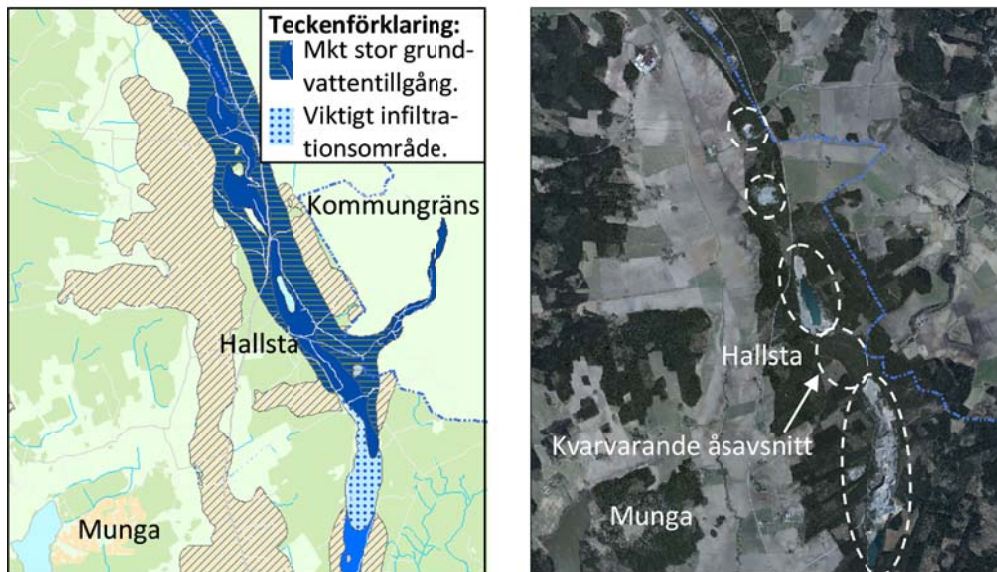 Teckenförklaring:
Mkt stor grund-
vattentillgång.
Viktigt infiltra-
tionsområde.
Kommungräns
Hallsta
Munga
Hallsta
Kvarvarande åsavsnitt
Munga